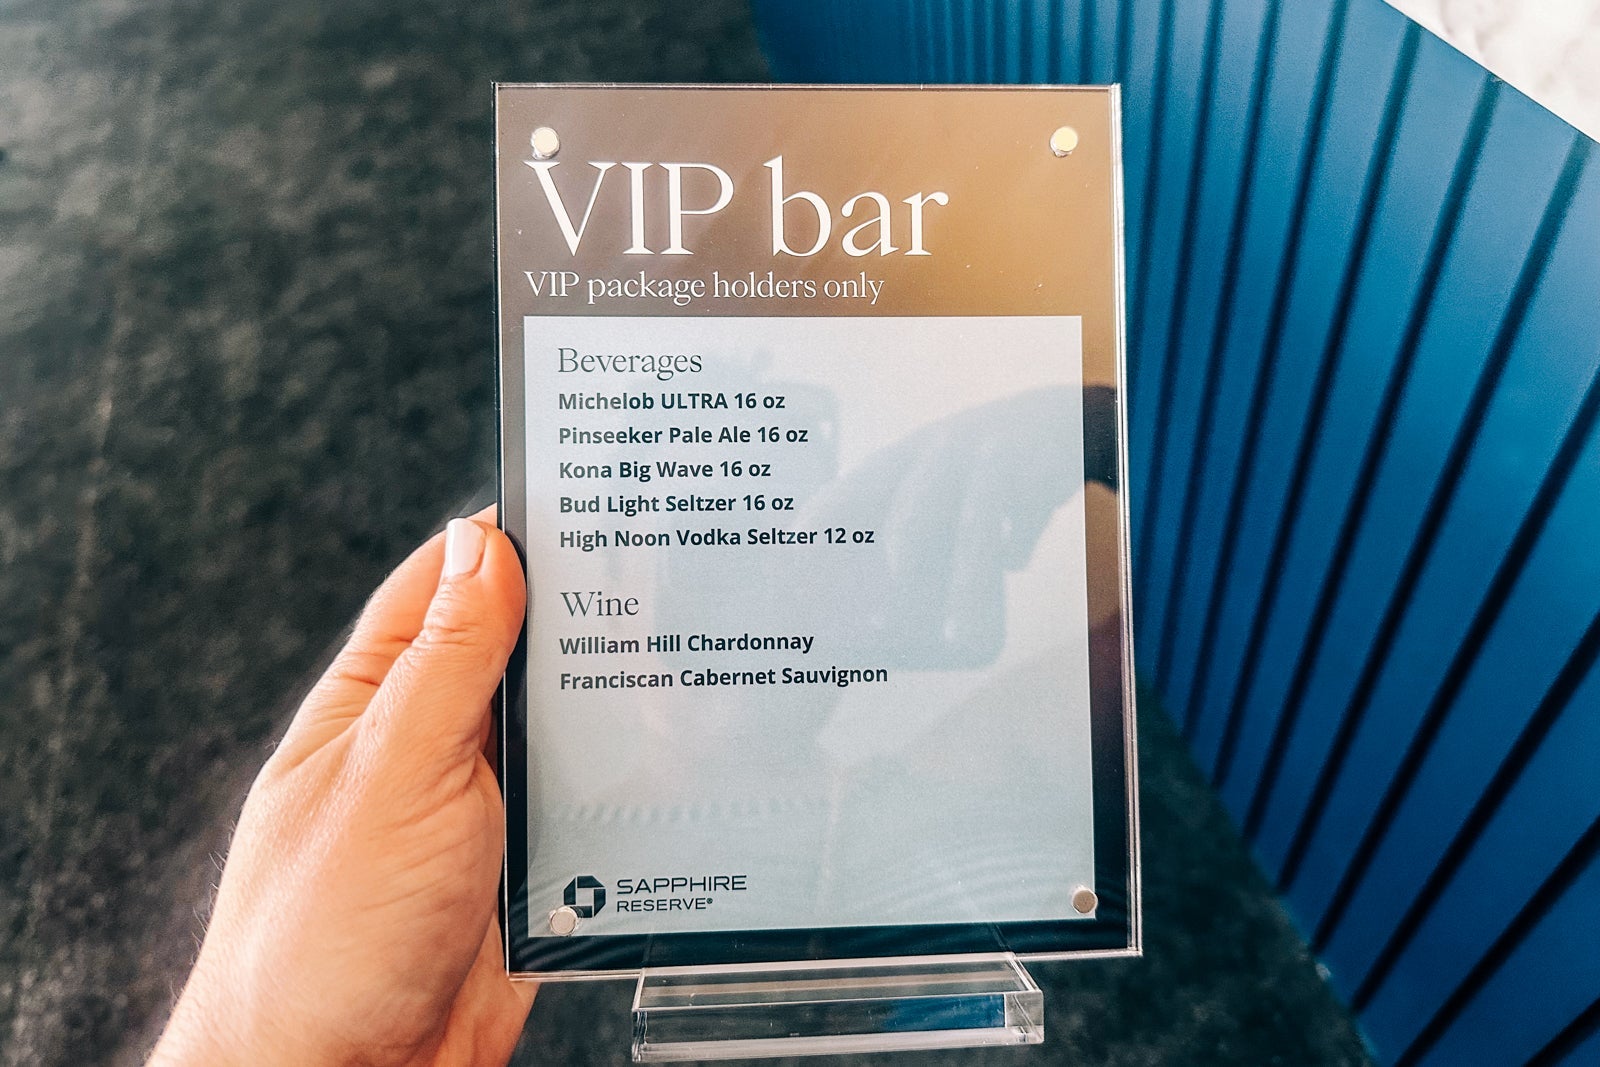 VIP bar
VIP package holders only
Beverages
Michelob ULTRA 16 oz
Pinseeker Pale Ale 16 oz
Kona Big Wave 16 oz
Bud Light Seltzer 16 oz
High Noon Vodka Seltzer 12 oz
Wine
William Hill Chardonnay
Franciscan Cabernet Sauvignon
SAPPHIRE
RESERVE®